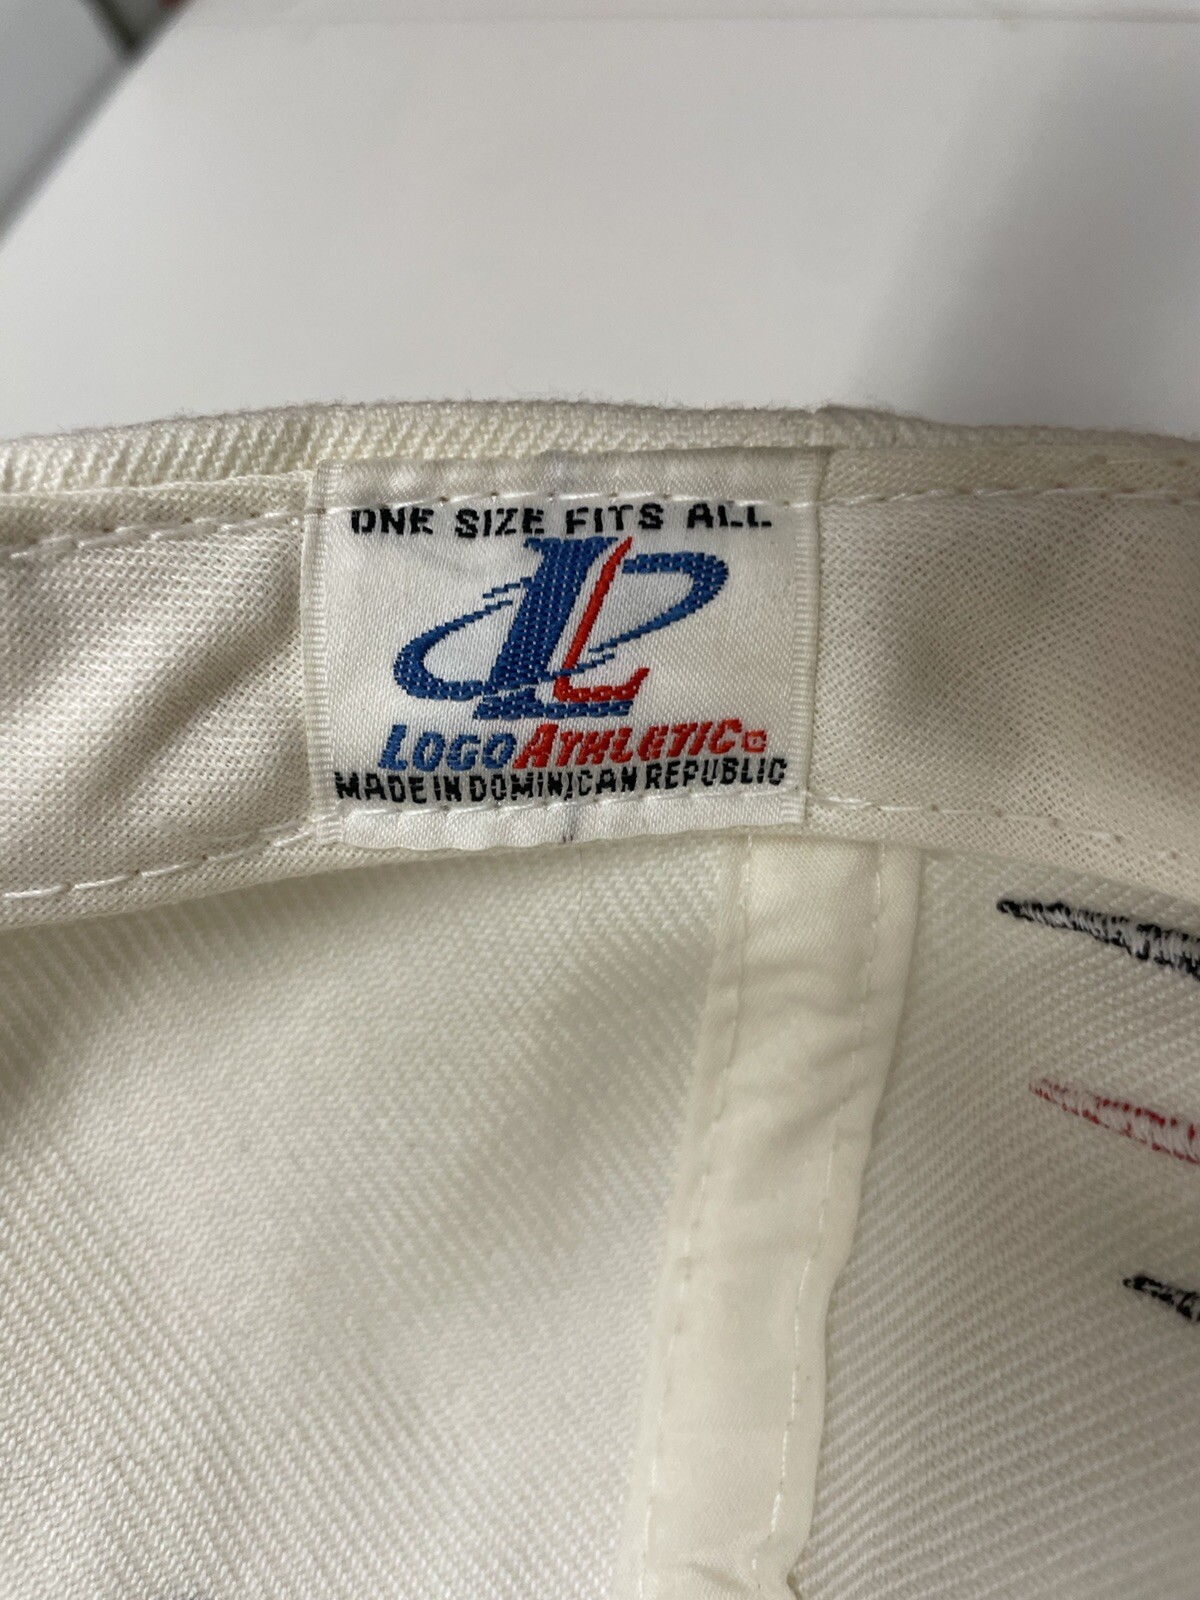 ONE SIZE FITS ALL
L
LOGO ATHLETIC
MADE IN DOMINICAN REPUBLIC